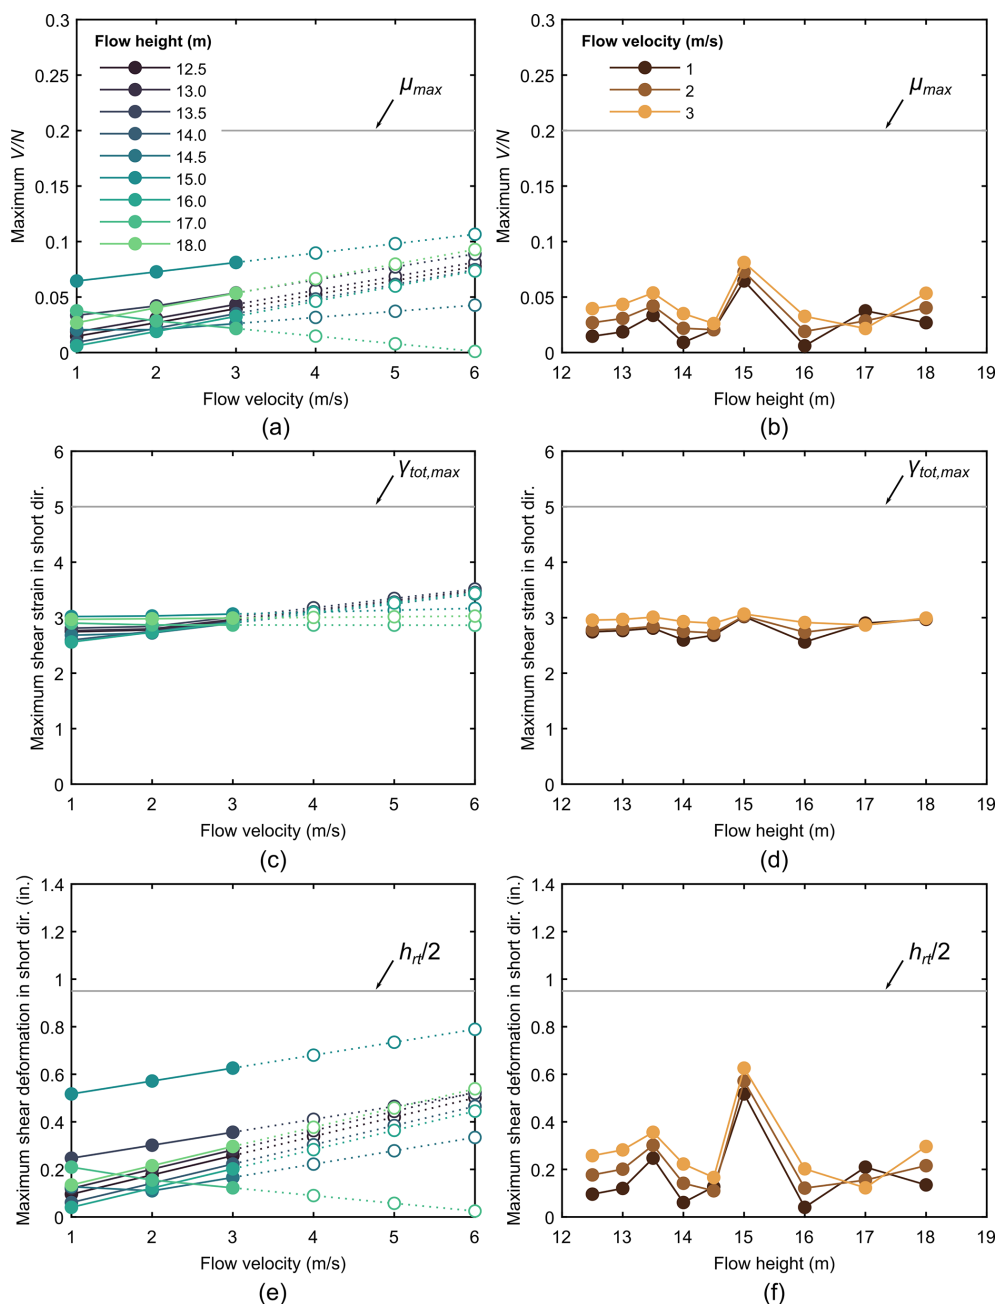 0.3
0.25
0.2
0.15
0.1
0.05
0
Maximum V/N
Flow height (m)
12.5
13.0
13.5
14.0
14.5
15.0
16.0
17.0
18.0
μmax
1 2 3 4 5 6
Flow velocity (m/s)
(a)
0.3
0.25
0.2
0.15
0.1
0.05
0
Maximum V/N
Flow velocity (m/s)
1
2
3
μmax
12 13 14 15 16 17 18 19
Flow height (m)
(b)
6
5
4
3
2
1
0
Maximum shear strain in short dir.
γtot,max
1 2 3 4 5 6
Flow velocity (m/s)
(c)
6
5
4
3
2
1
0
Maximum shear strain in short dir.
γtot,max
12 13 14 15 16 17 18 19
Flow height (m)
(d)
1.4
1.2
1
0.8
0.6
0.4
0.2
0
Maximum shear deformation in short dir. (in.)
hrt/2
1 2 3 4 5 6
Flow velocity (m/s)
(e)
1.4
1.2
1
0.8
0.6
0.4
0.2
0
Maximum shear deformation in short dir. (in.)
hrt/2
12 13 14 15 16 17 18 19
Flow height (m)
(f)